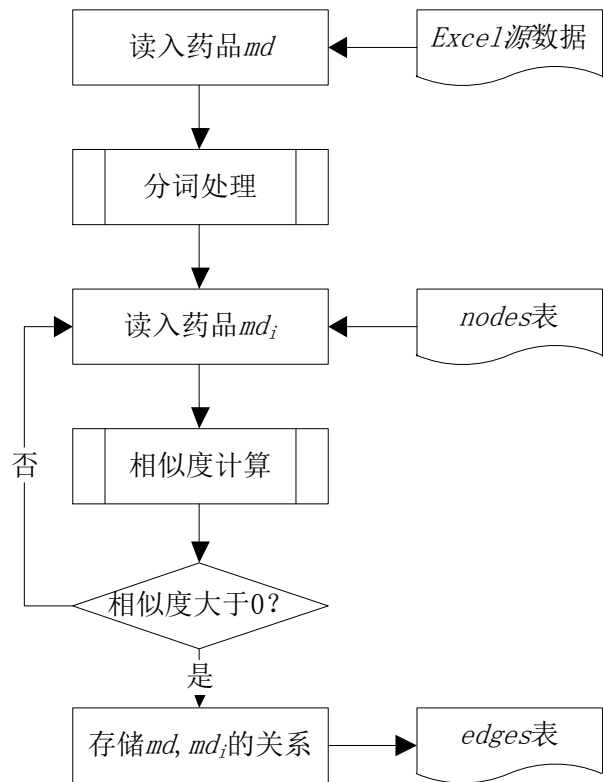 读入药品md
Excel源数据
分词处理
读入药品mdi
nodes表
否
相似度计算
相似度大于0?
是
存储md,mdi的关系
edges表